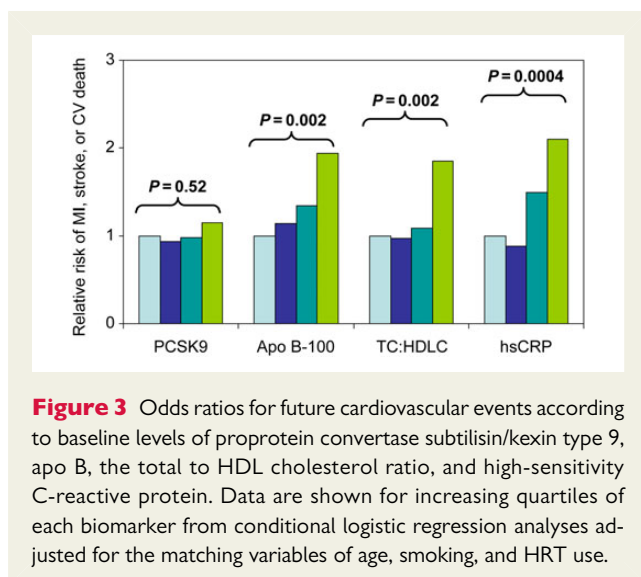 3
2
1
0
Relative risk of MI, stroke, or CV death
P = 0.52
P = 0.002
P = 0.002
P = 0.0004
PCSK9 Apo B-100 TC:HDLC hsCRP
Figure 3 Odds ratios for future cardiovascular events according
to baseline levels of proprotein convertase subtilisin/kexin type 9,
apo B, the total to HDL cholesterol ratio, and high-sensitivity
C-reactive protein. Data are shown for increasing quartiles of
each biomarker from conditional logistic regression analyses ad-
justed for the matching variables of age, smoking, and HRT use.